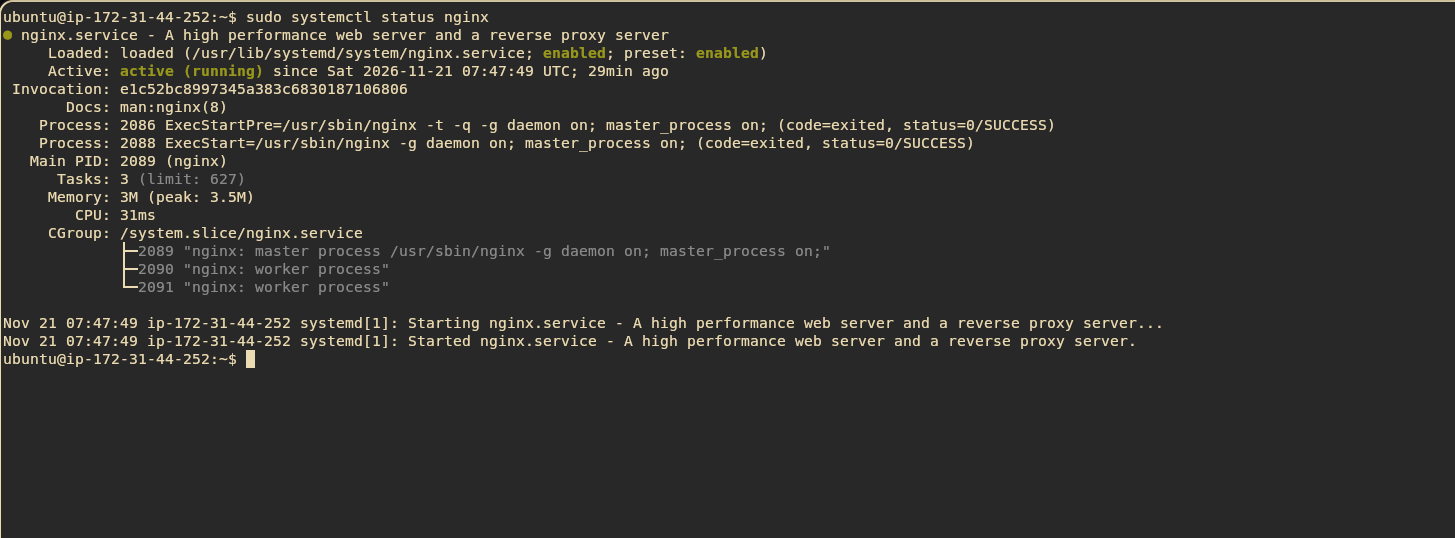 ubuntu@ip-172-31-44-252:~$ sudo systemctl status nginx
● nginx.service - A high performance web server and a reverse proxy server
     Loaded: loaded (/usr/lib/systemd/system/nginx.service; enabled; preset: enabled)
     Active: active (running) since Sat 2026-11-21 07:47:49 UTC; 29min ago
 Invocation: e1c52bc8997345a383c6830187106806
       Docs: man:nginx(8)
    Process: 2086 ExecStartPre=/usr/sbin/nginx -t -q -g daemon on; master_process on; (code=exited, status=0/SUCCESS)
    Process: 2088 ExecStart=/usr/sbin/nginx -g daemon on; master_process on; (code=exited, status=0/SUCCESS)
   Main PID: 2089 (nginx)
      Tasks: 3 (limit: 627)
     Memory: 3M (peak: 3.5M)
        CPU: 31ms
     CGroup: /system.slice/nginx.service
             ├─2089 "nginx: master process /usr/sbin/nginx -g daemon on; master_process on;"
             ├─2090 "nginx: worker process"
             └─2091 "nginx: worker process"

Nov 21 07:47:49 ip-172-31-44-252 systemd[1]: Starting nginx.service - A high performance web server and a reverse proxy server...
Nov 21 07:47:49 ip-172-31-44-252 systemd[1]: Started nginx.service - A high performance web server and a reverse proxy server.
ubuntu@ip-172-31-44-252:~$